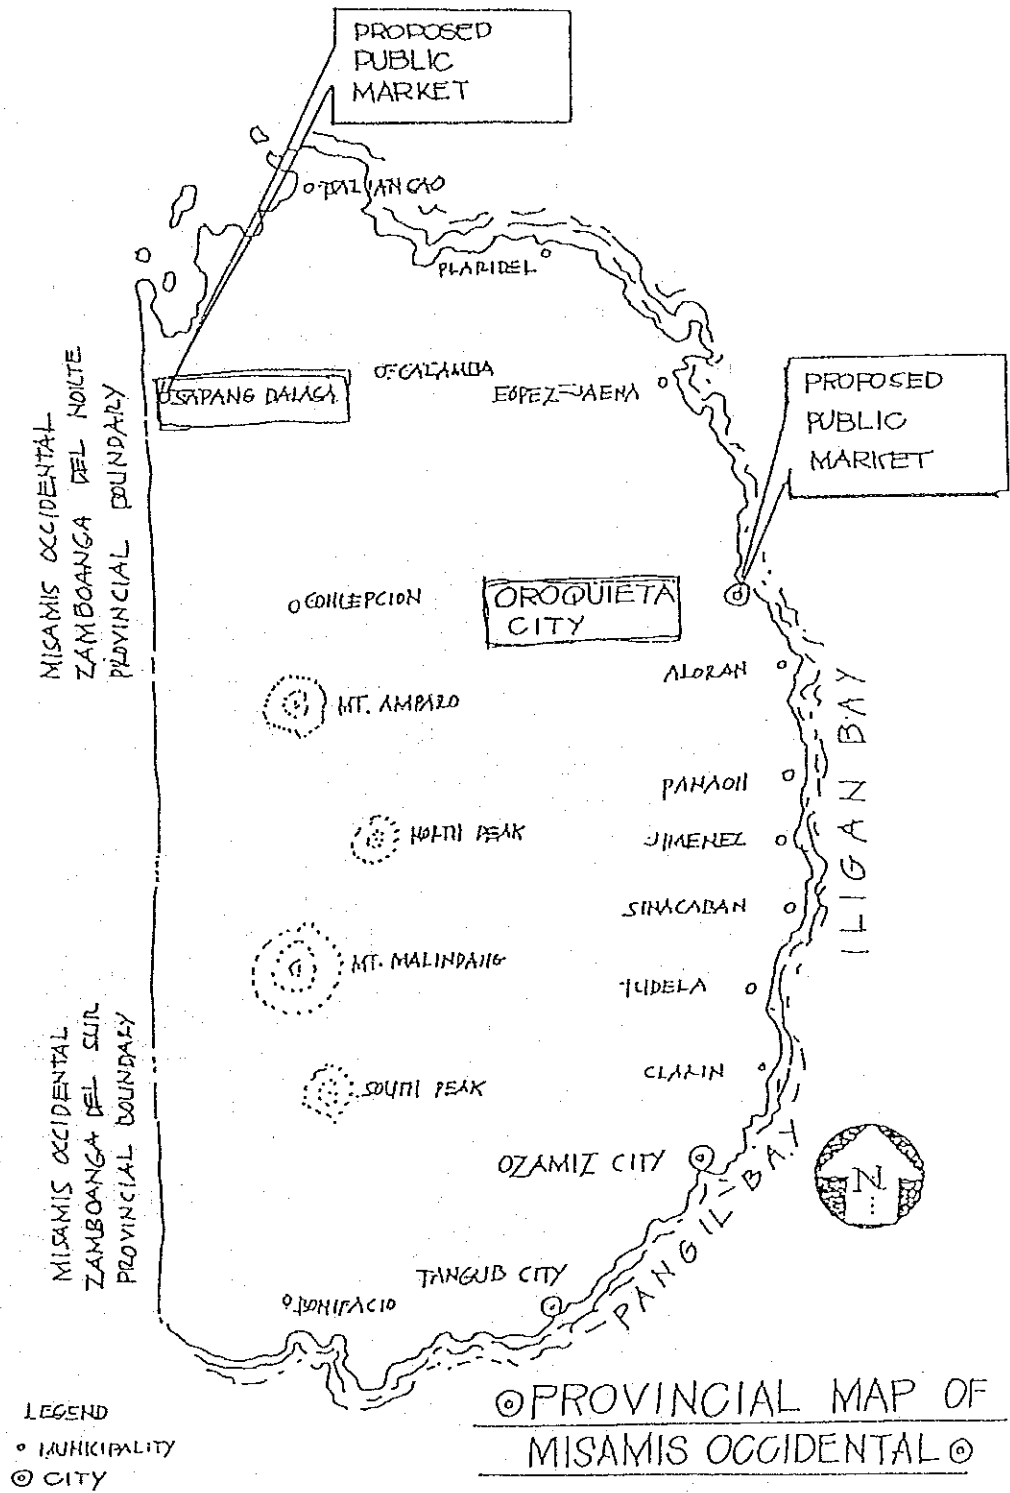 PROPOSED
PUBLIC
MARKET
BALIANGAO
PLARIDEL
CALAMBA
SAPANG DALAGA
LOPEZ-JAENA
PROPOSED
PUBLIC
MARKET
MISAMIS OCCIDENTAL
ZAMBOANGA DEL NORTE
PROVINCIAL BOUNDARY
CONCEPCION
OROQUIETA
CITY
ALORAN
MT. AMPARO
ILIGAN BAY
PANAON
NORTH PEAK
JIMENEZ
SINACABAN
MT. MALINDANG
TUDELA
MISAMIS OCCIDENTAL
ZAMBOANGA DEL SUR
PROVINCIAL BOUNDARY
SOUTH PEAK
CLARIN
OZAMIZ CITY
N
PANGIL BAY
TANGUB CITY
BONIFACIO
PROVINCIAL MAP OF
MISAMIS OCCIDENTAL
LEGEND
MUNICIPALITY
CITY